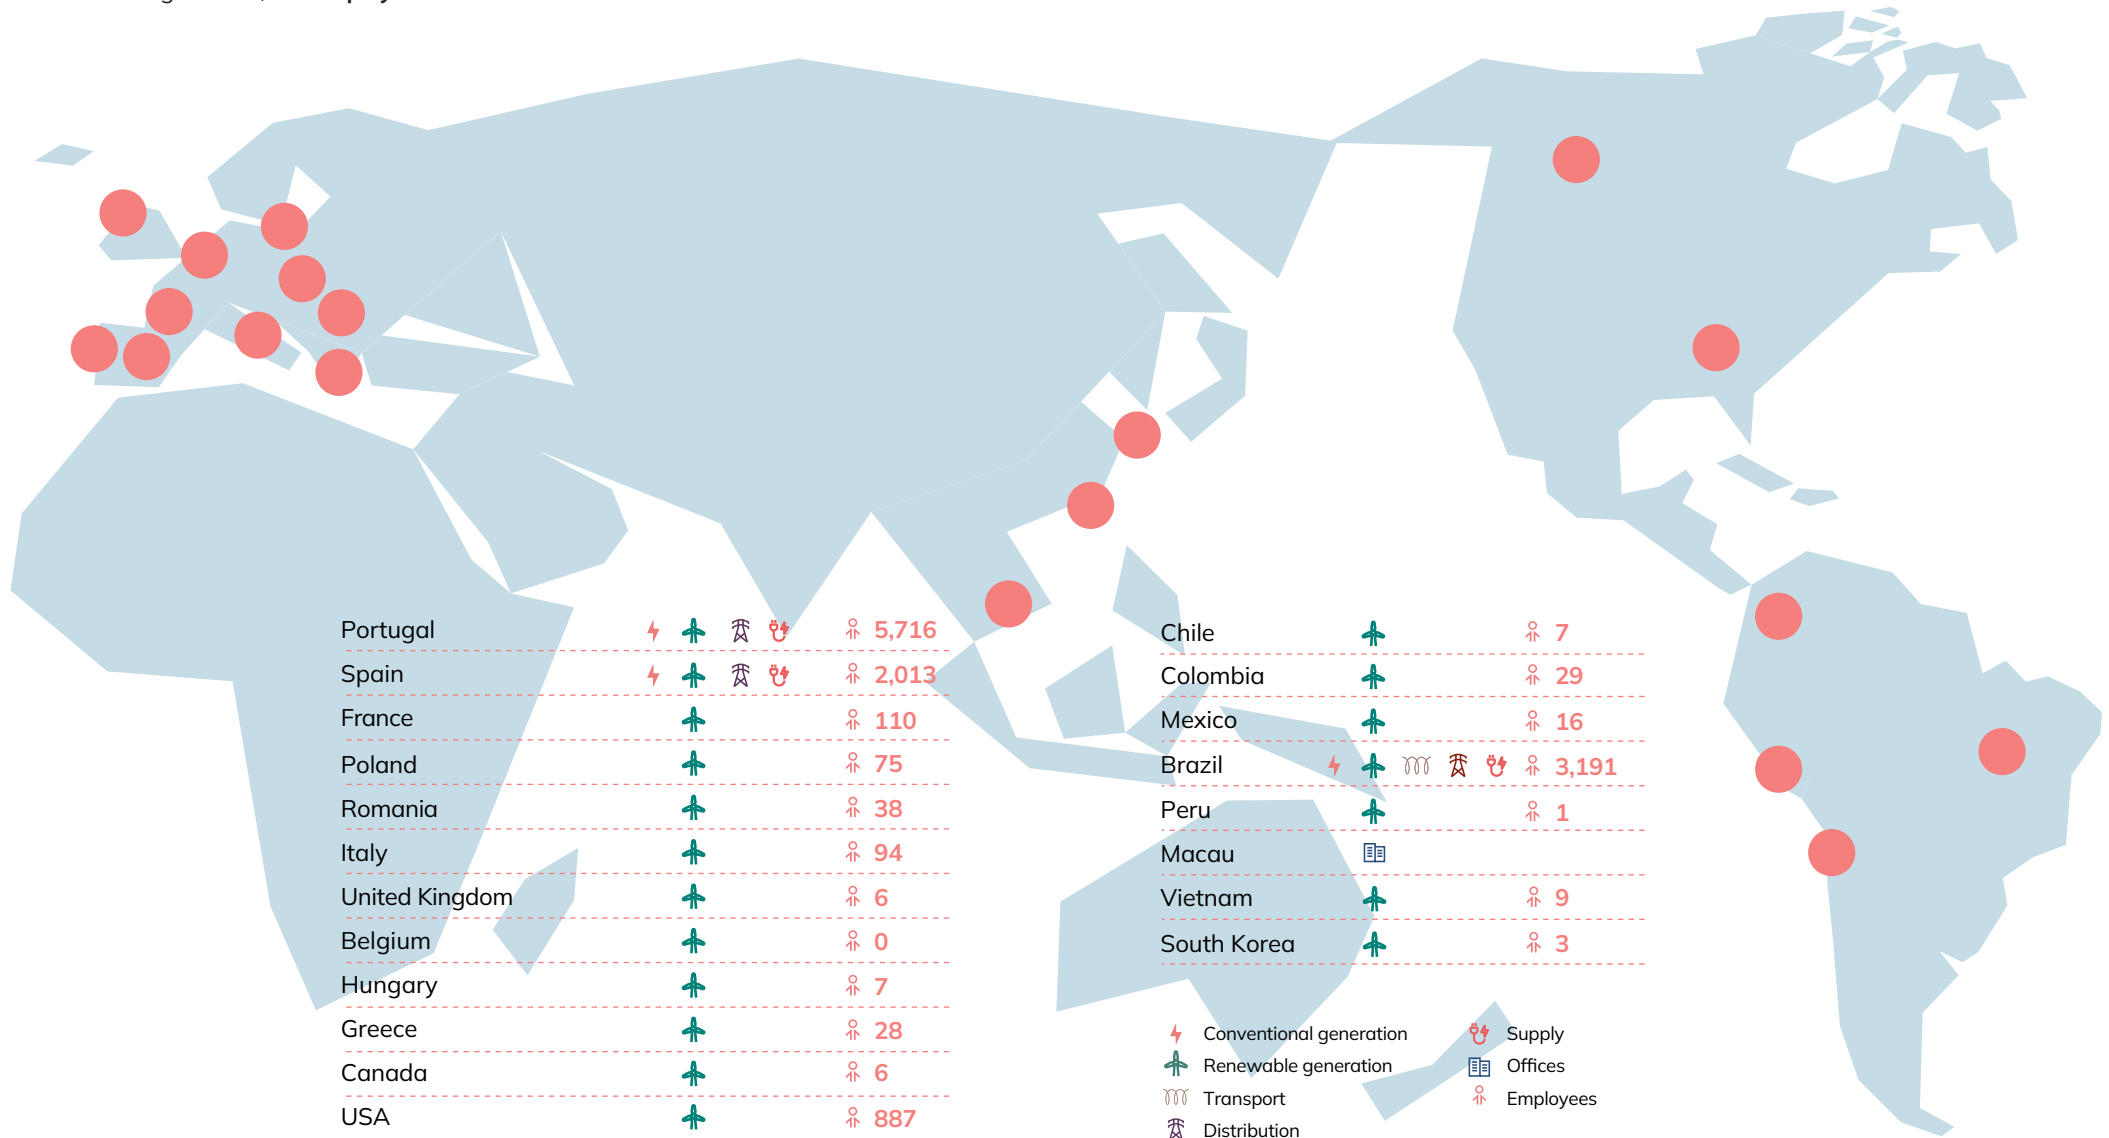 Portugal 5,716
Spain 2,013
France 110
Poland 75
Romania 38
Italy 94
United Kingdom 6
Belgium 0
Hungary 7
Greece 28
Canada 6
USA 887
Chile 7
Colombia 29
Mexico 16
Brazil 3,191
Peru 1
Macau
Vietnam 9
South Korea 3
Conventional generation
Renewable generation
Transport
Distribution
Supply
Offices
Employees